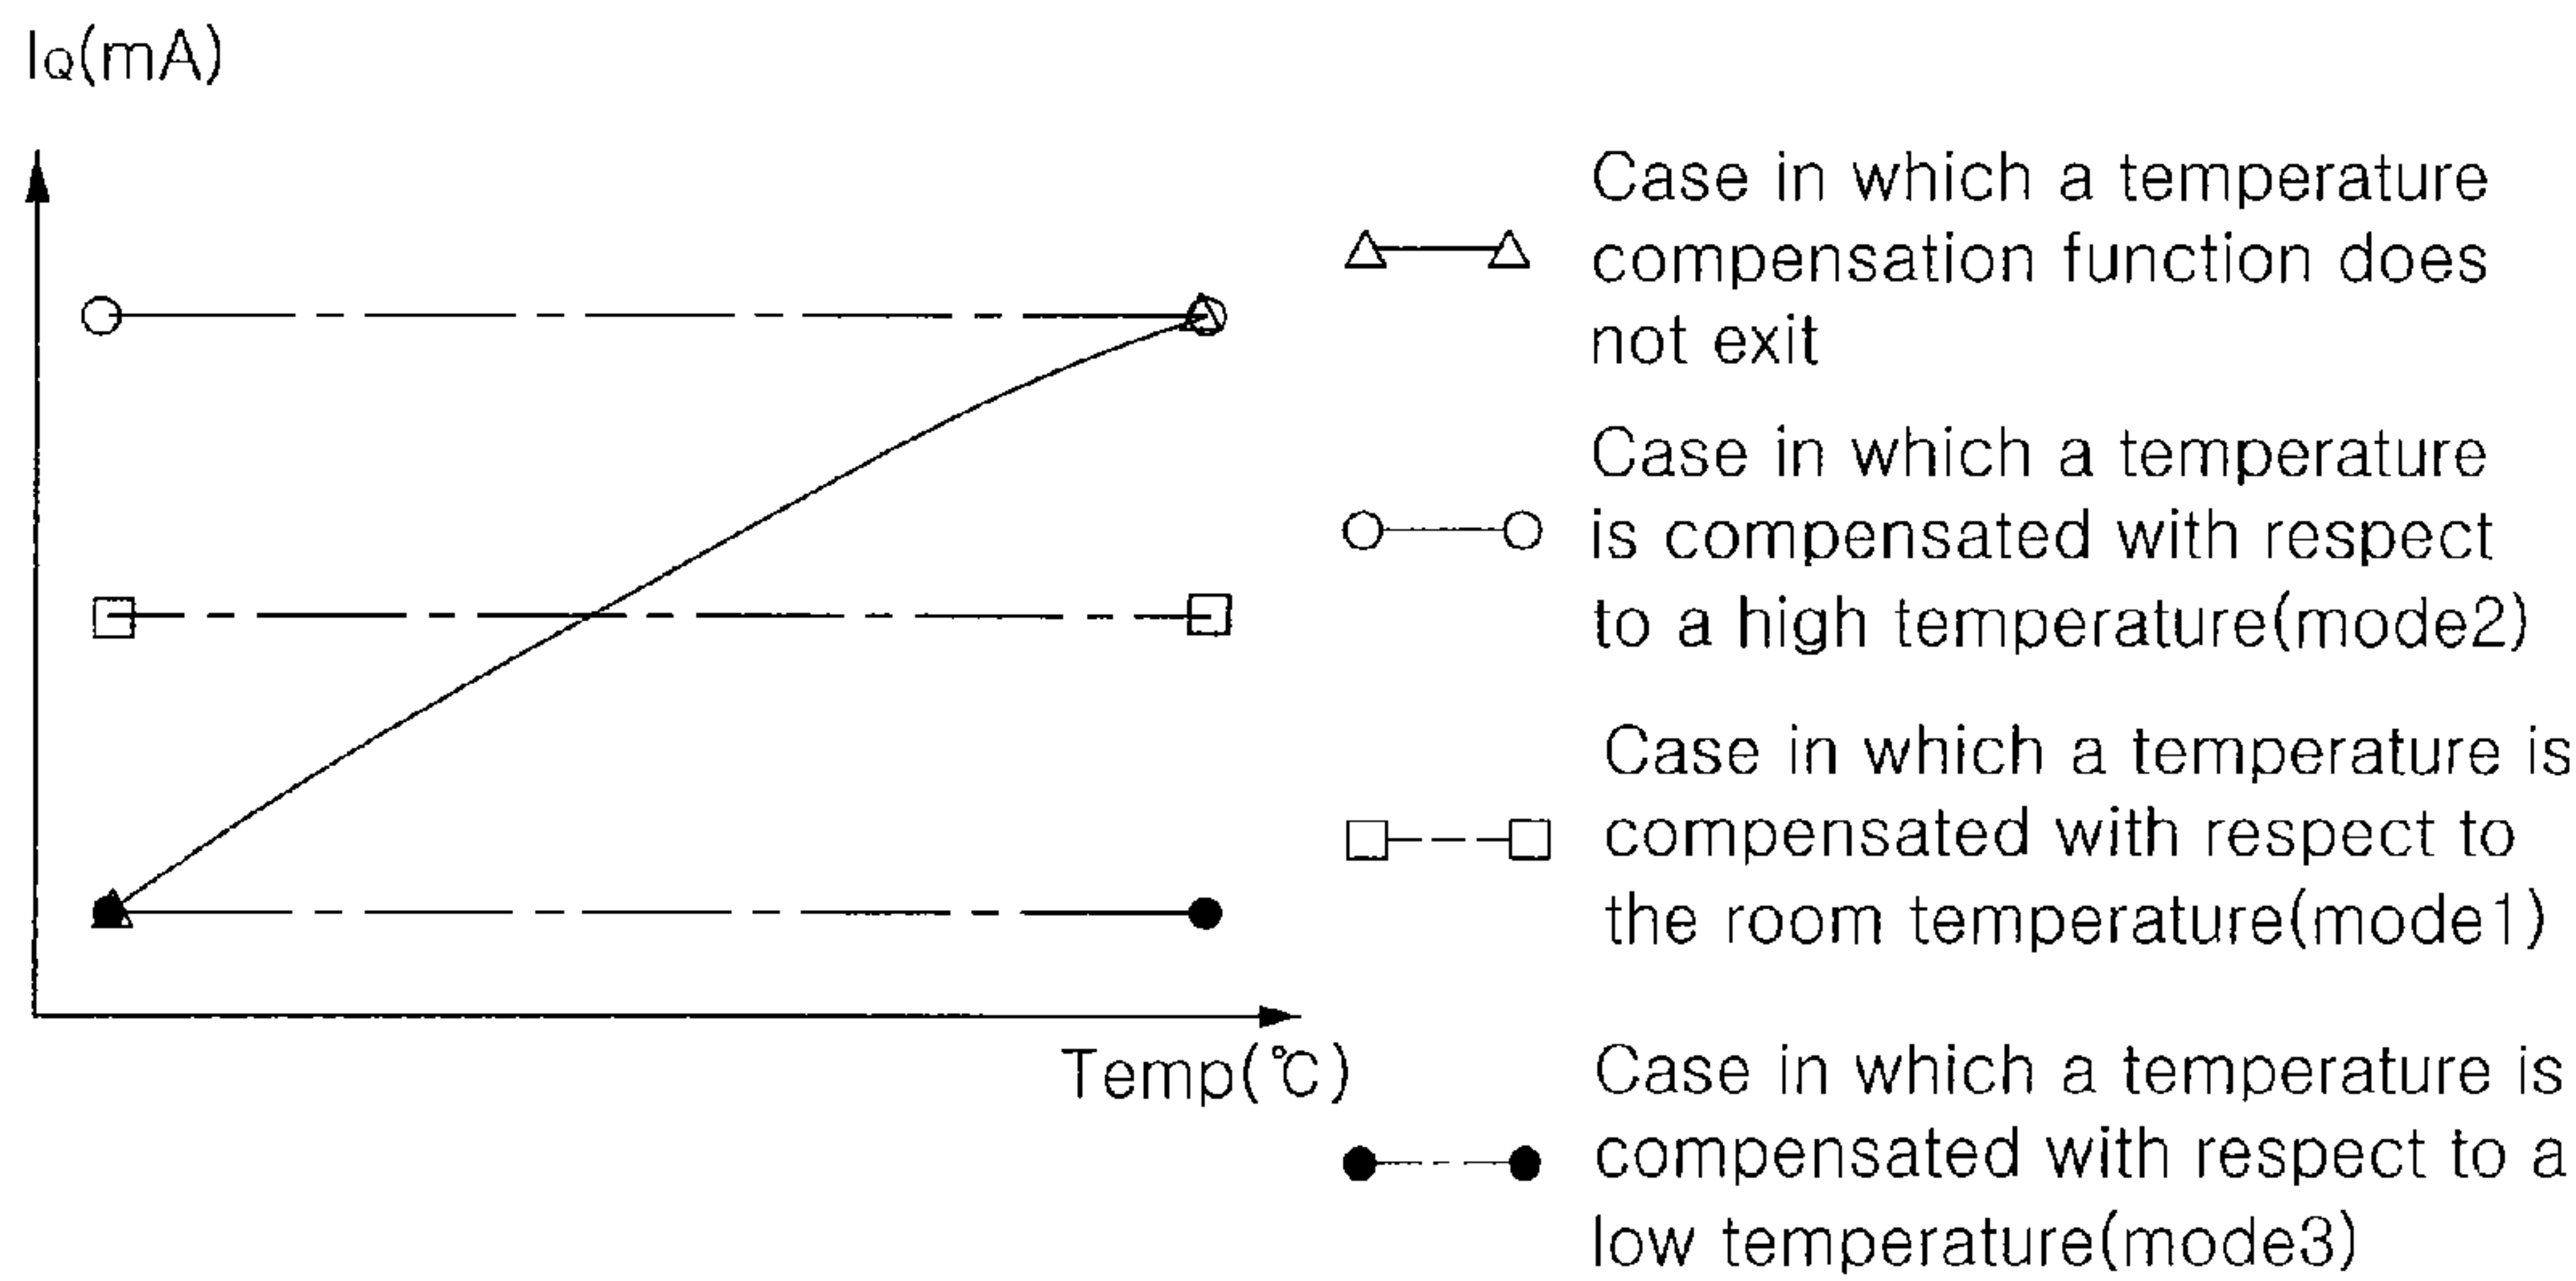 IQ(mA)
Case in which a temperature
compensation function does
not exit
Case in which a temperature
is compensated with respect
to a high temperature(mode2)
Case in which a temperature is
compensated with respect to
the room temperature(mode1)
Temp(℃)
Case in which a temperature is
compensated with respect to a
low temperature(mode3)